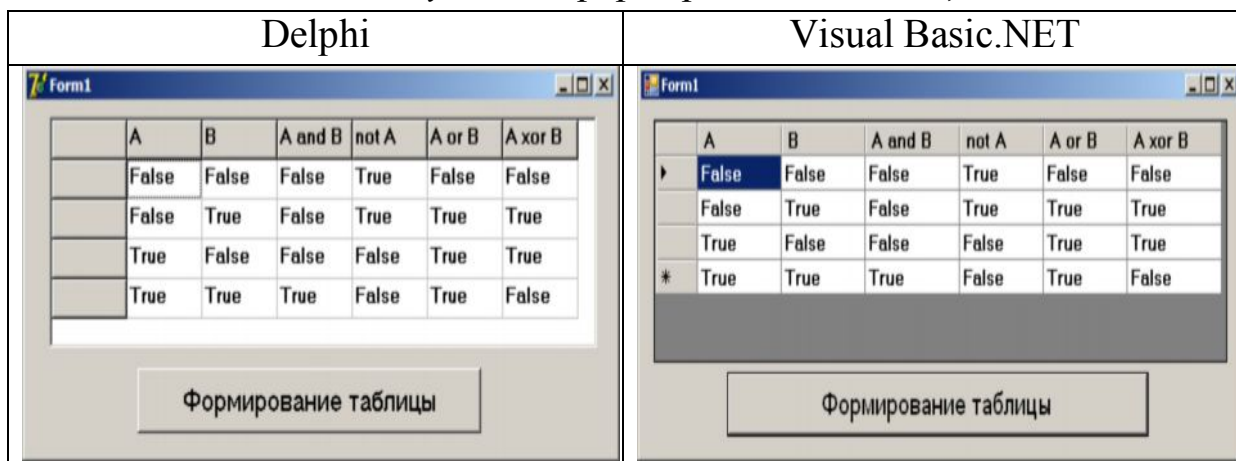 Delphi
Visual Basic.NET
Form1
A B A and B not A A or B A xor B
False False False True False False
False True False True True True
True False False False True True
True True True False True False
Формирование таблицы
Form1
A B A and B not A A or B A xor B
False False False True False False
False True False True True True
True False False False True True
* True True True False True False
Формирование таблицы